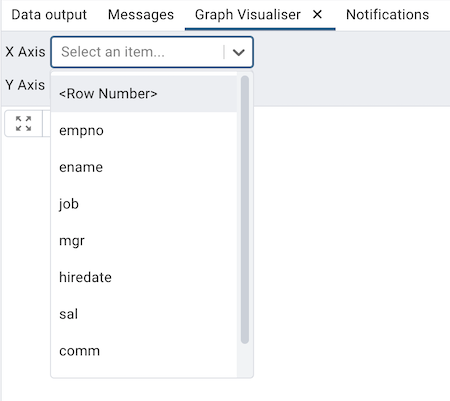 Data output Messages Graph Visualiser × Notifications
X Axis Select an item...
Y Axis
<Row Number>
empno
ename
job
mgr
hiredate
sal
comm